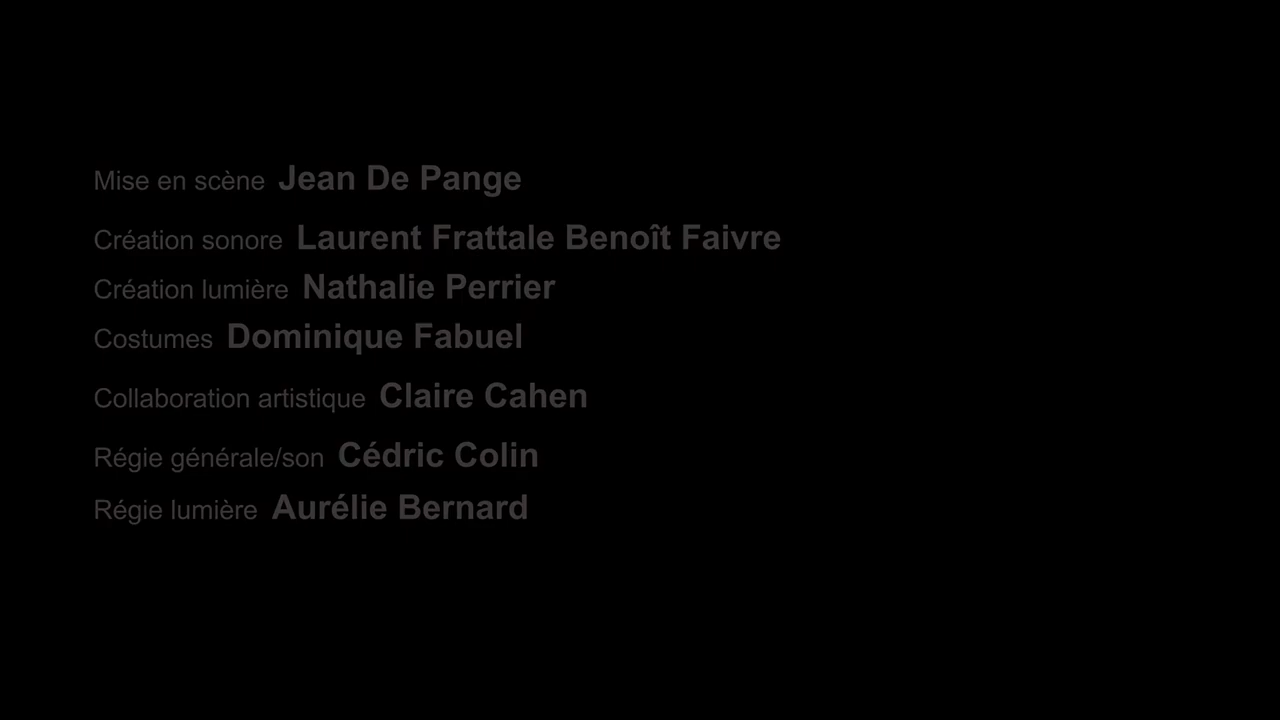 Mise en scène Jean De Pange
Création sonore Laurent Frattale Benoît Faivre
Création lumière Nathalie Perrier
Costumes Dominique Fabuel
Collaboration artistique Claire Cahen
Régie générale/son Cédric Colin
Régie lumière Aurélie Bernard